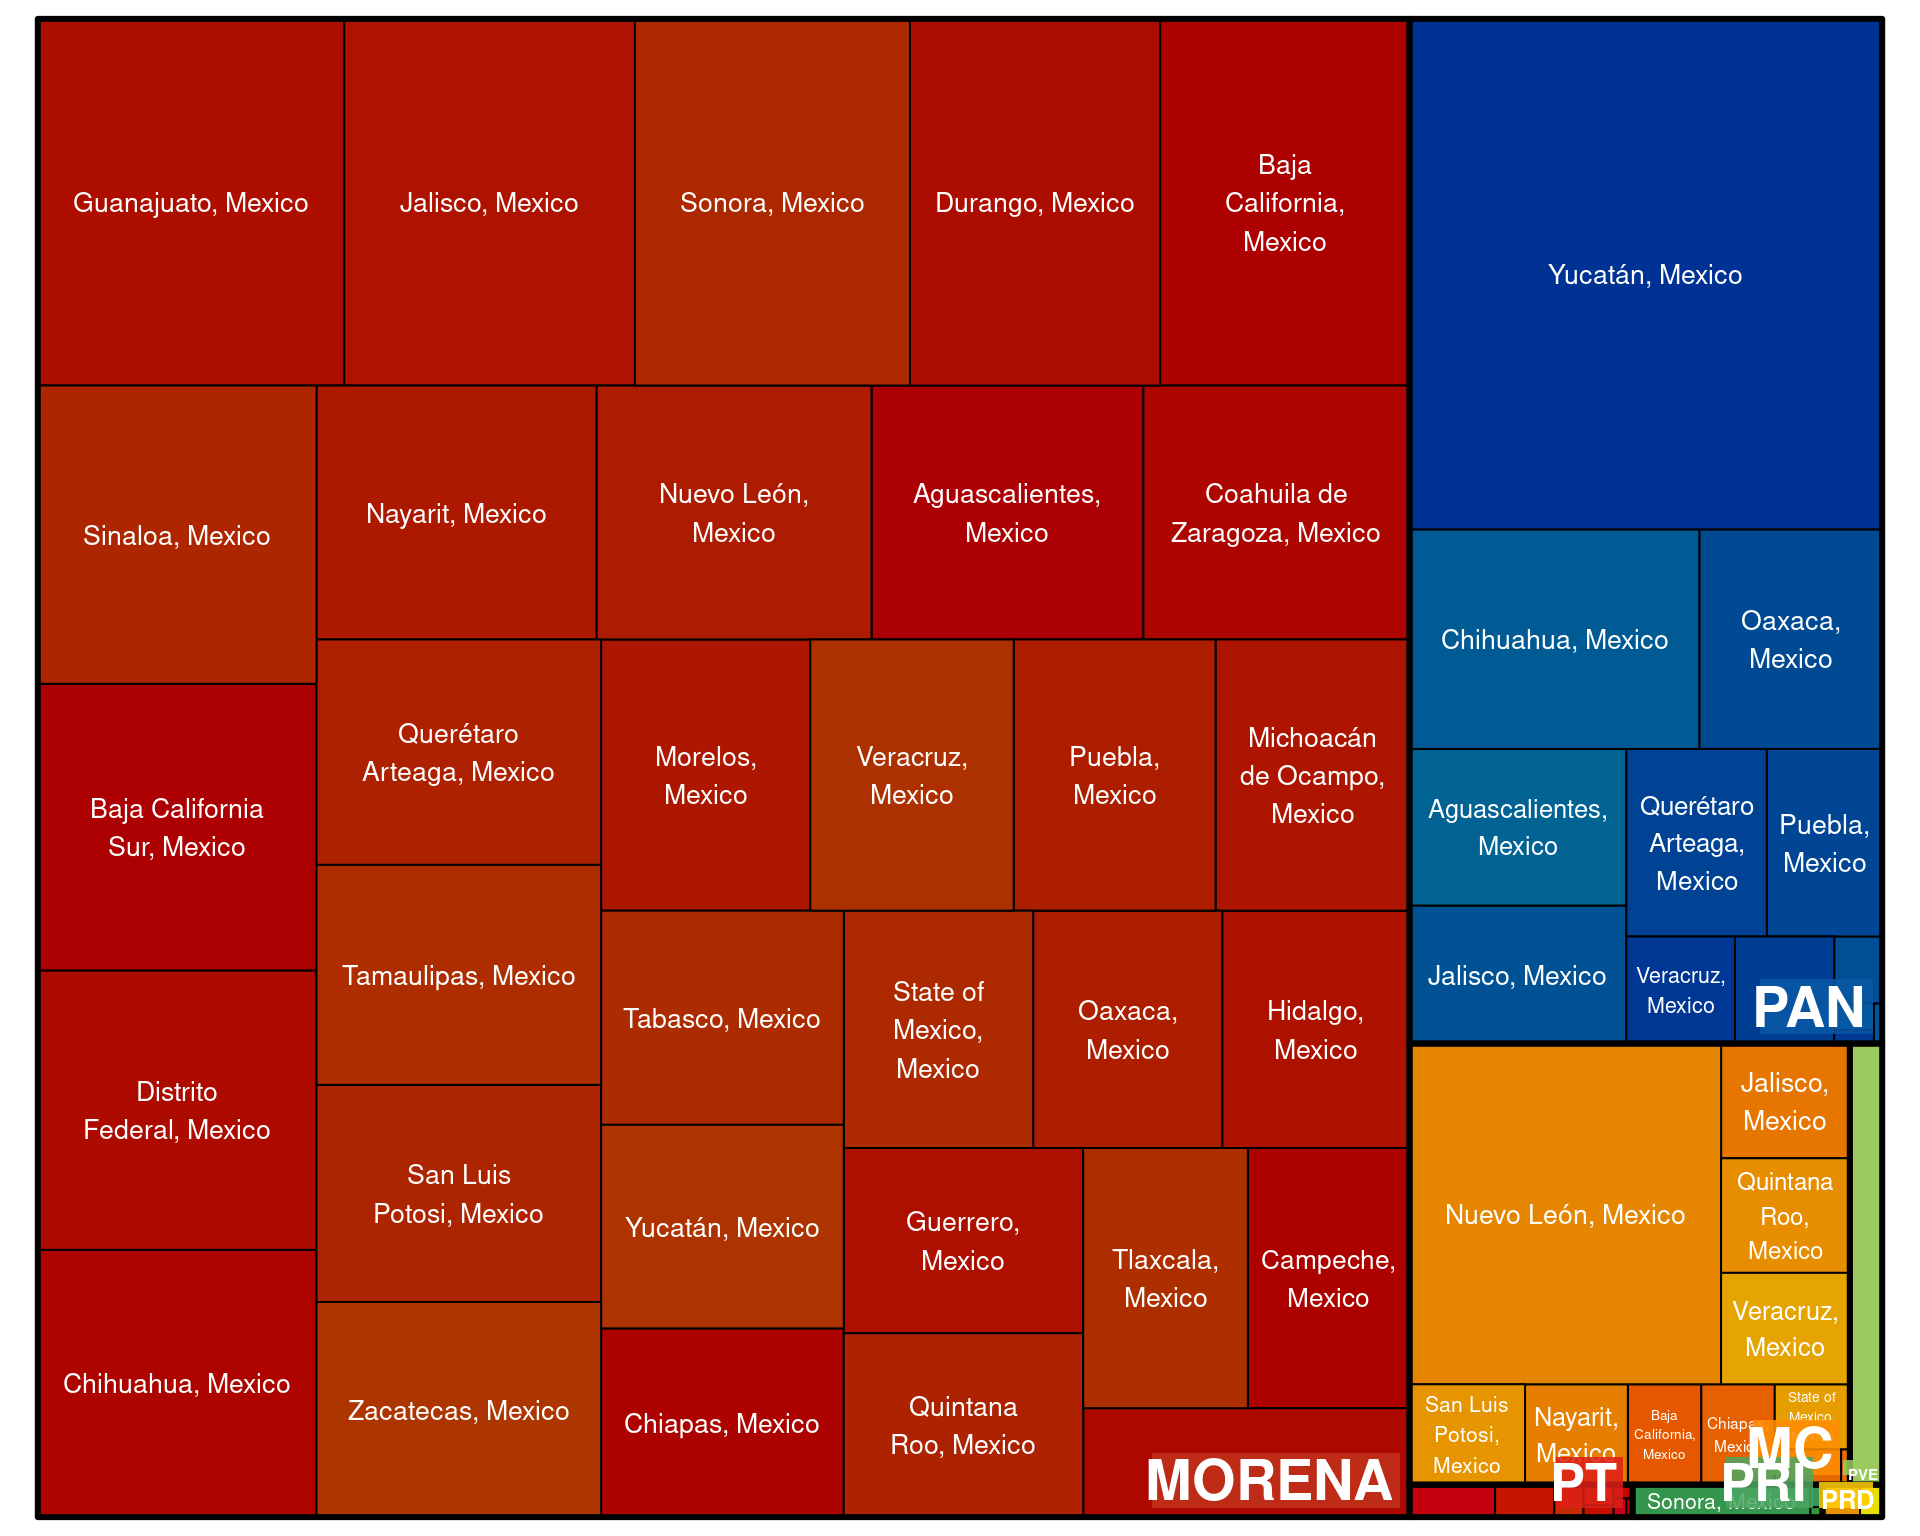 Guanajuato, Mexico
Jalisco, Mexico
Sonora, Mexico
Durango, Mexico
Baja
California,
Mexico
Sinaloa, Mexico
Nayarit, Mexico
Nuevo León,
Mexico
Aguascalientes,
Mexico
Coahuila de
Zaragoza, Mexico
Baja California
Sur, Mexico
Querétaro
Arteaga, Mexico
Morelos,
Mexico
Veracruz,
Mexico
Puebla,
Mexico
Michoacán
de Ocampo,
Mexico
Tamaulipas, Mexico
Tabasco, Mexico
State of
Mexico,
Mexico
Oaxaca,
Mexico
Hidalgo,
Mexico
Distrito
Federal, Mexico
San Luis
Potosi, Mexico
Yucatán, Mexico
Guerrero,
Mexico
Tlaxcala,
Mexico
Campeche,
Mexico
Chihuahua, Mexico
Zacatecas, Mexico
Chiapas, Mexico
Quintana
Roo, Mexico
MORENA
Yucatán, Mexico
Chihuahua, Mexico
Oaxaca,
Mexico
Aguascalientes,
Mexico
Querétaro
Arteaga,
Mexico
Puebla,
Mexico
Jalisco, Mexico
Veracruz,
Mexico
PAN
Nuevo León, Mexico
Jalisco,
Mexico
Quintana
Roo,
Mexico
Veracruz,
Mexico
San Luis
Potosi,
Mexico
Nayarit,
Mexico
Baja
California,
Mexico
Chiapas,
Mexico
State of
Mexico,
MC
PVE
PT
PRI
Sonora, Mexico
PRD